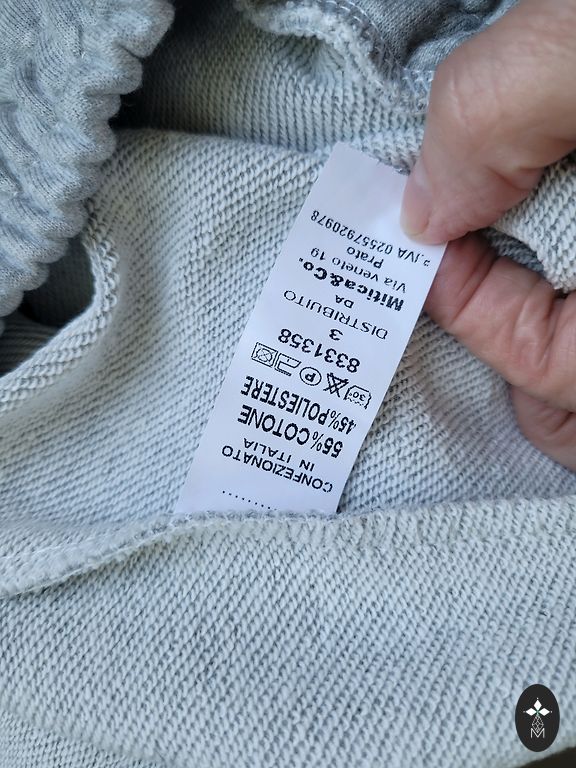 CONFEZIONATO
IN ITALIA
55% COTONE
45% POLIESTERE
30°
P
8331358
3
DISTRIBUITO
DA
Mitica&Co.
Via veneto 19
Prato
P.IVA 02557920978
M